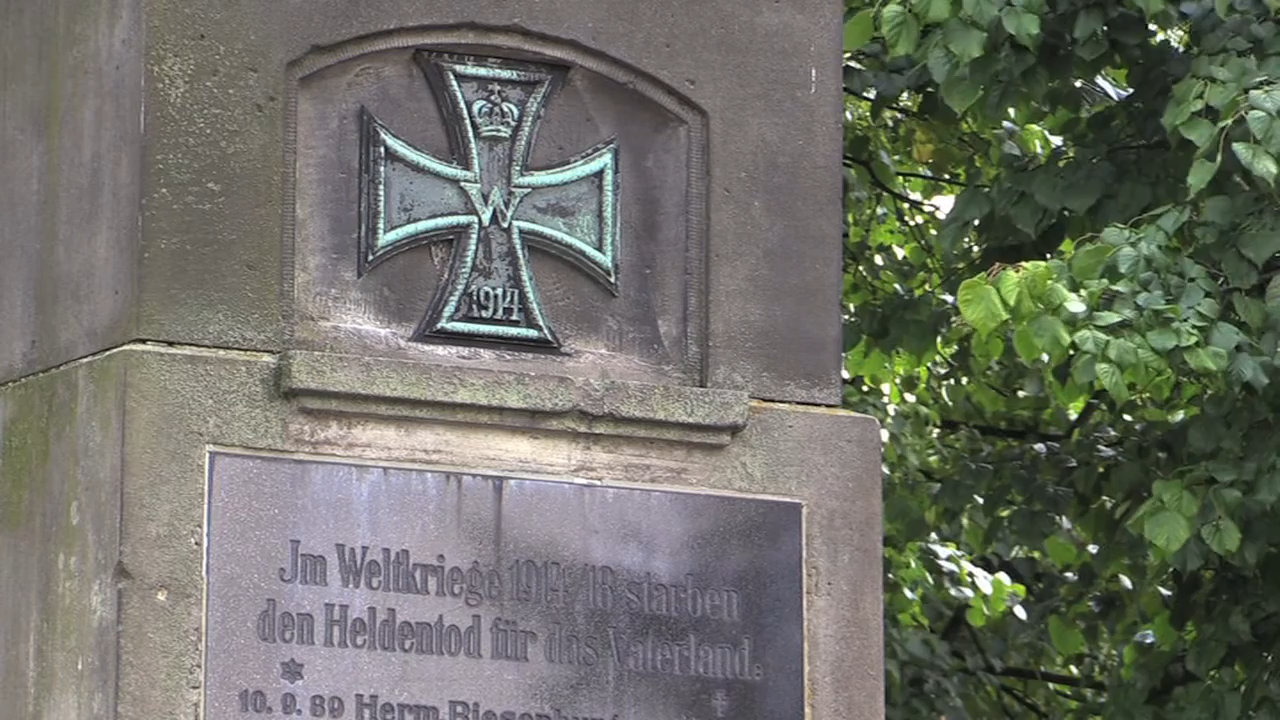 W
1914
Jm Weltkriege 1914/18 starben
den Heldentod für das Vaterland.
10. 9. 89 Herm